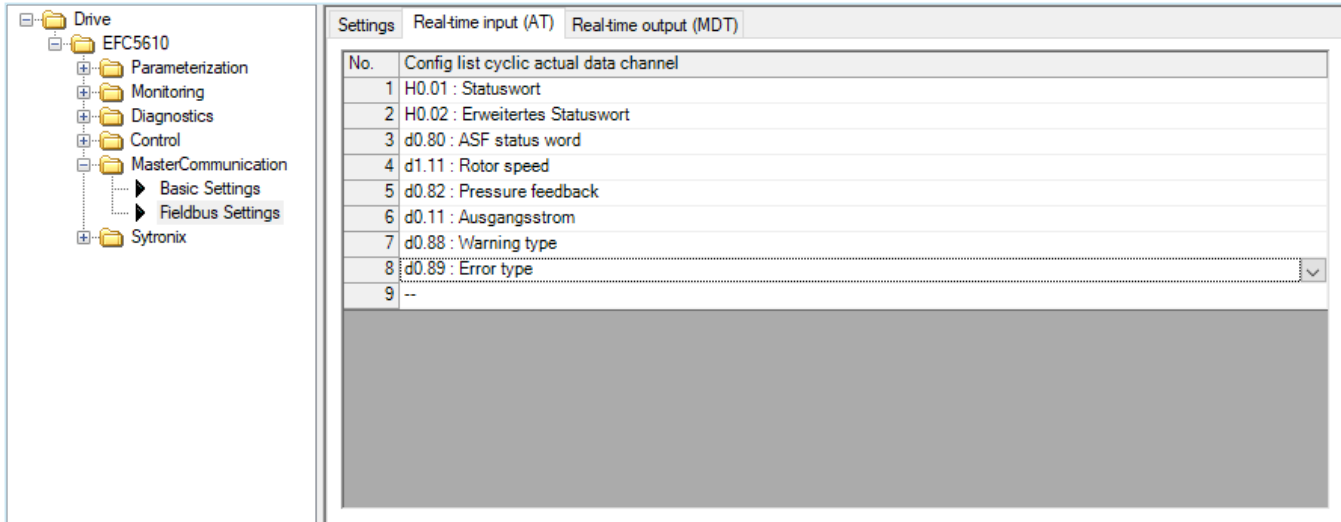 Drive
EFC5610
Parameterization
Monitoring
Diagnostics
Control
MasterCommunication
Basic Settings
Fieldbus Settings
Sytronix
Settings Real-time input (AT) Real-time output (MDT)
No. Config list cyclic actual data channel
1 H0.01 : Statuswort
2 H0.02 : Erweitertes Statuswort
3 d0.80 : ASF status word
4 d1.11 : Rotor speed
5 d0.82 : Pressure feedback
6 d0.11 : Ausgangsstrom
7 d0.88 : Warning type
8 d0.89 : Error type
9 --